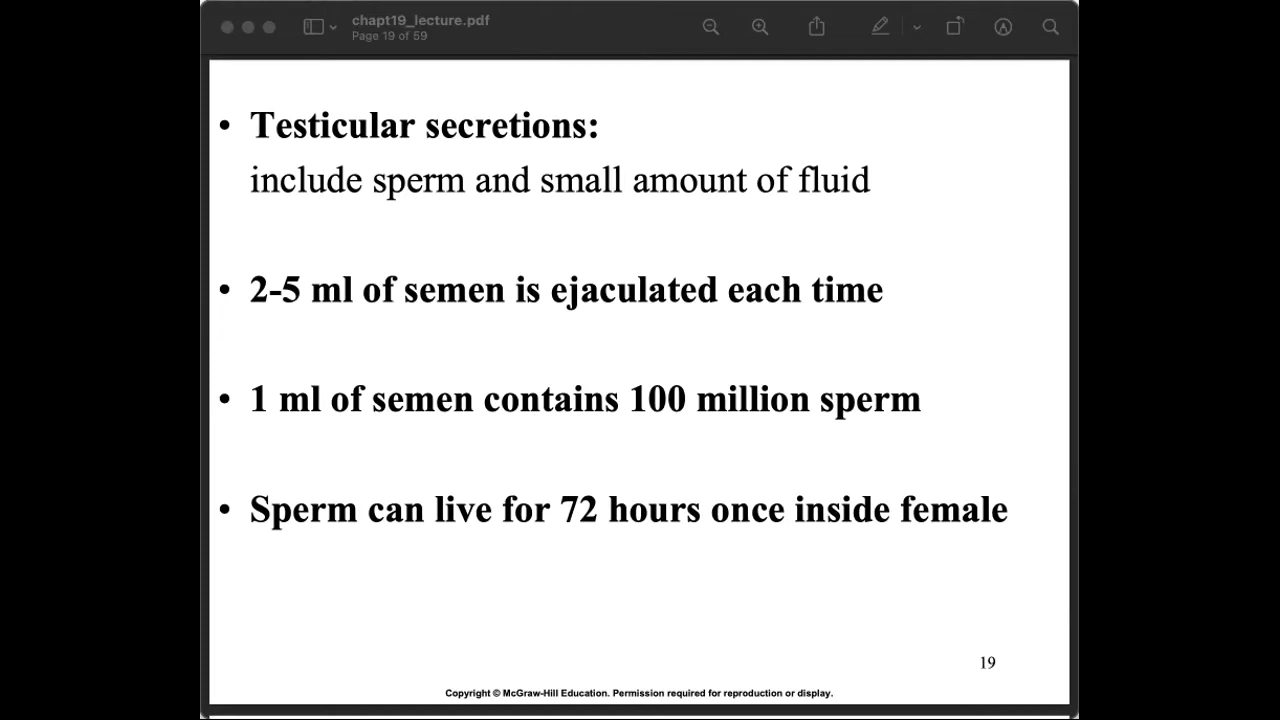 chapt19_lecture.pdf
Page 19 of 59
• Testicular secretions:
include sperm and small amount of fluid
• 2-5 ml of semen is ejaculated each time
• 1 ml of semen contains 100 million sperm
• Sperm can live for 72 hours once inside female
19
Copyright © McGraw-Hill Education. Permission required for reproduction or display.